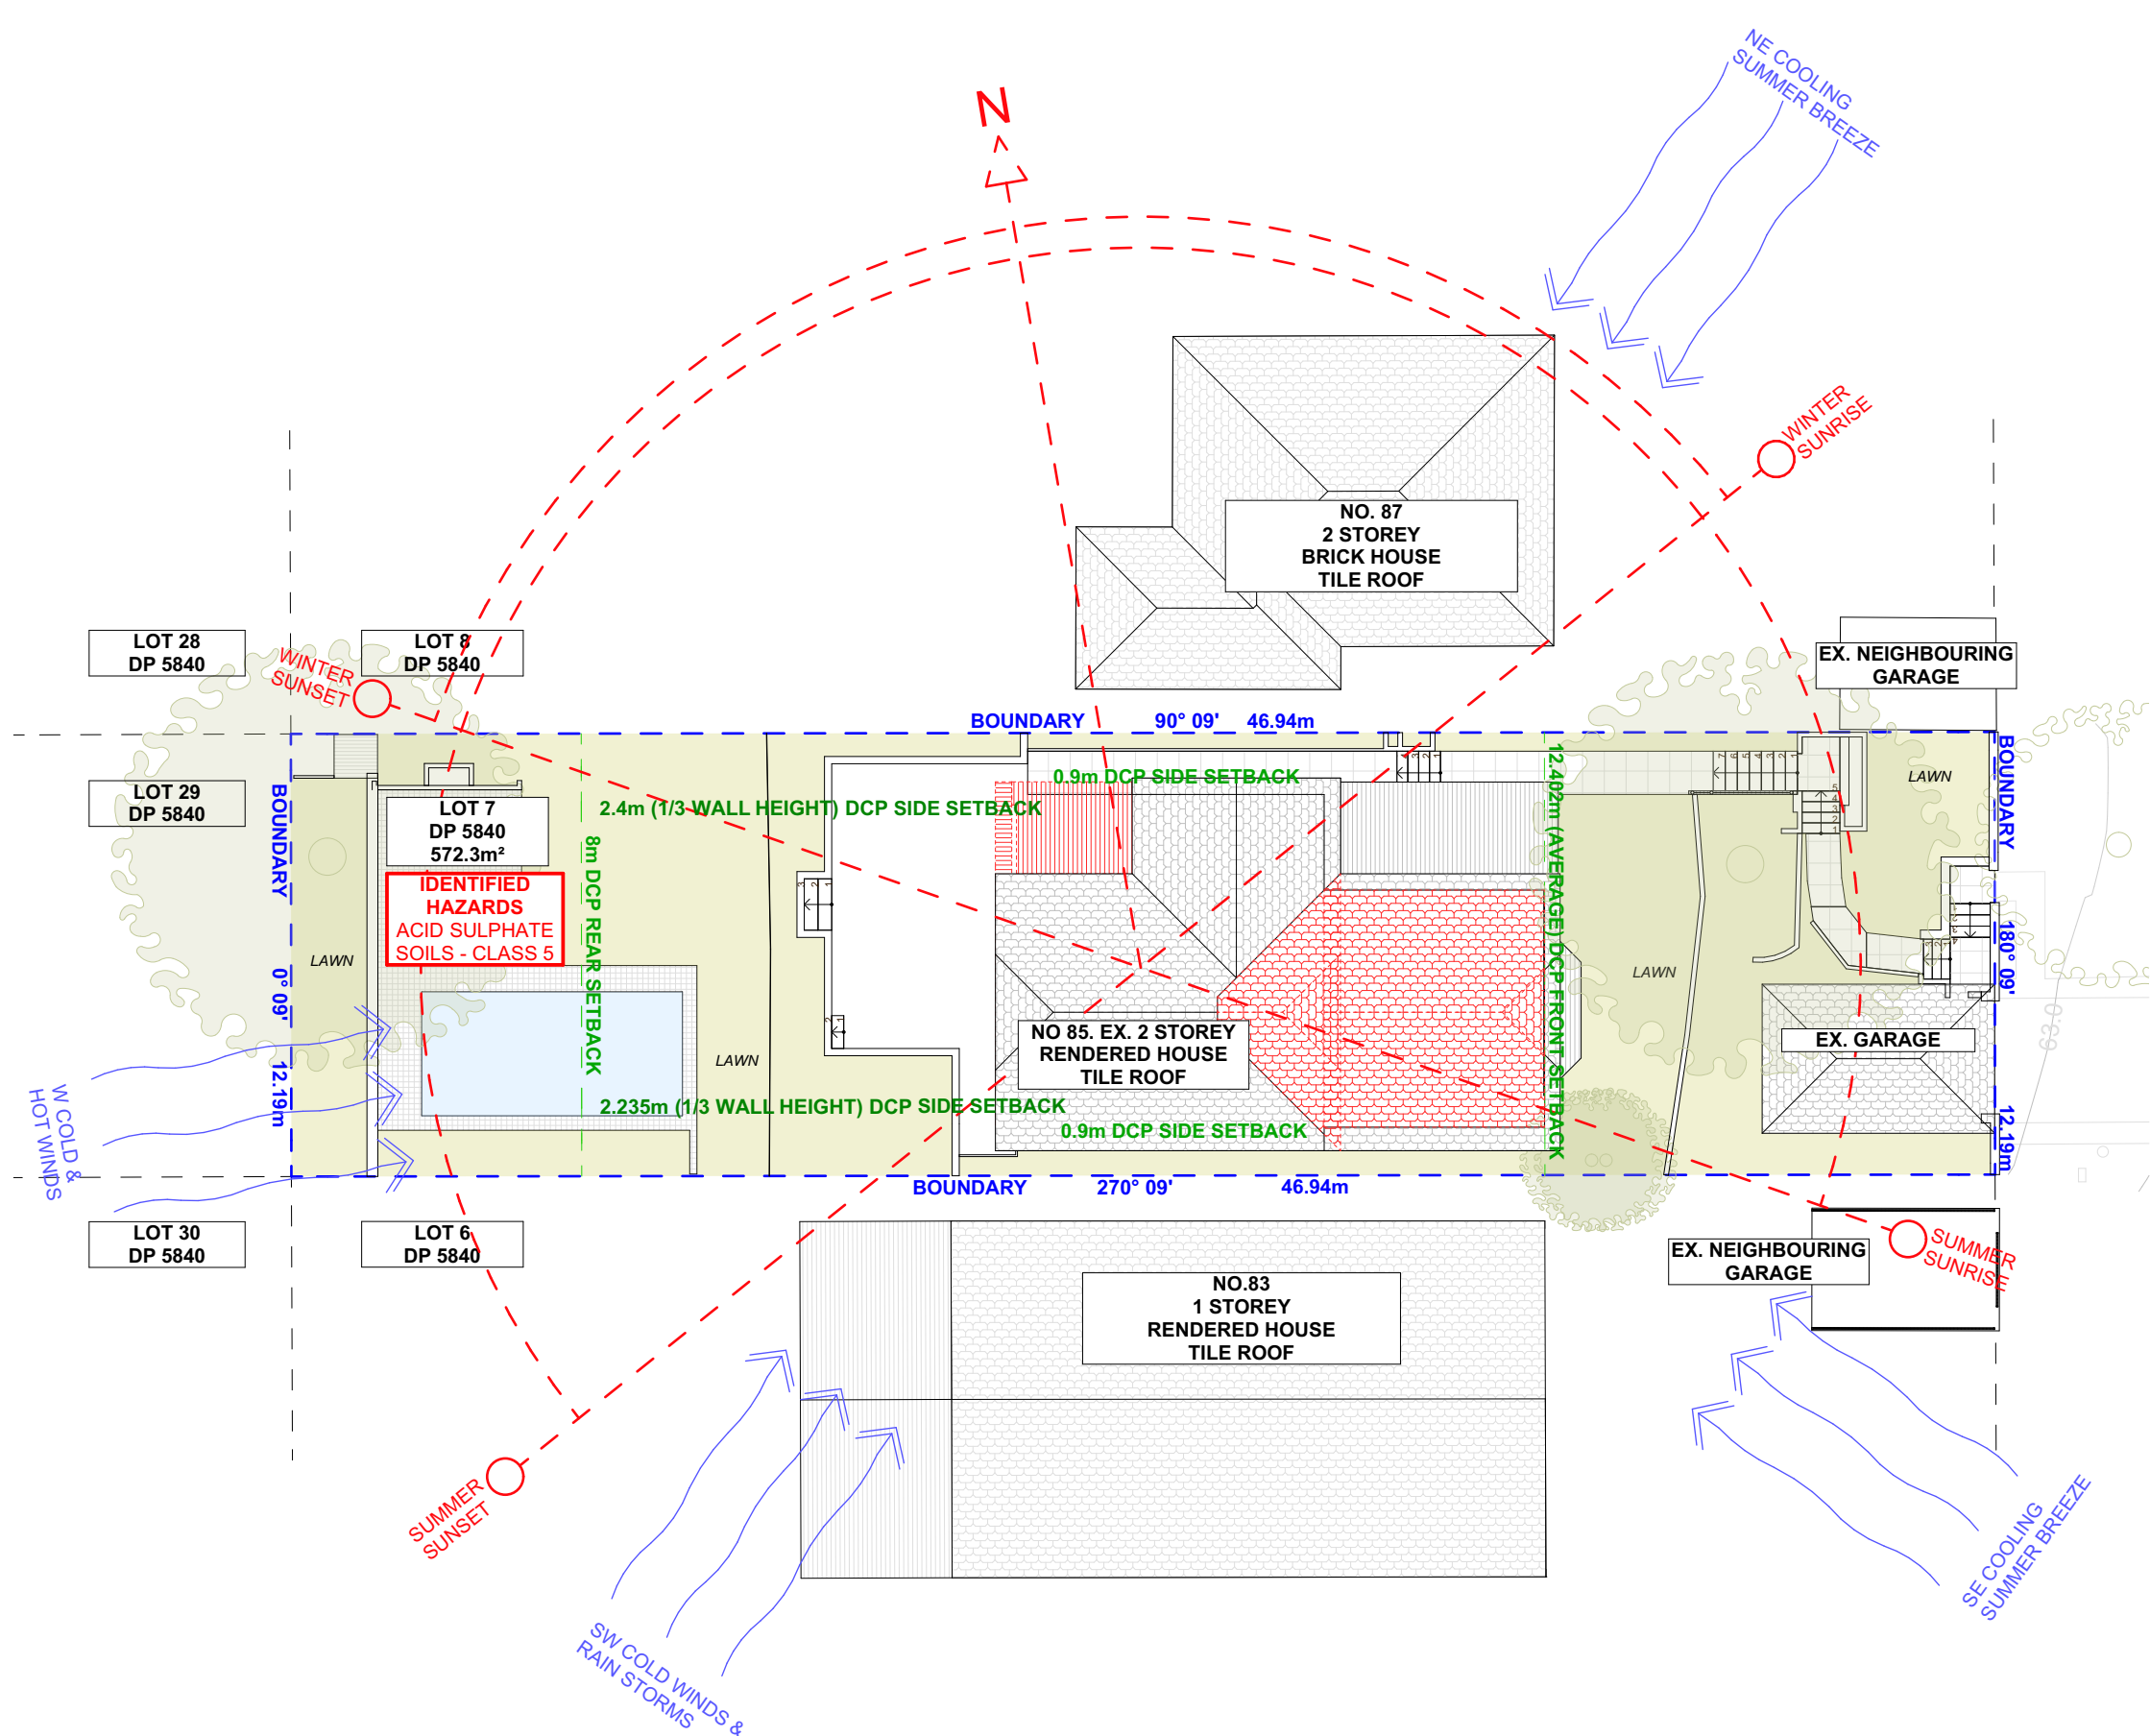 NE COOLING
SUMMER BREEZE
N
WINTER
SUNRISE
NO. 87
2 STOREY
BRICK HOUSE
TILE ROOF
LOT 28
DP 5840
LOT 8
DP 5840
WINTER
SUNSET
EX. NEIGHBOURING
GARAGE
BOUNDARY 90° 09' 46.94m
LOT 29
DP 5840
BOUNDARY
0° 09'
12.19m
LOT 7
DP 5840
572.3m²
IDENTIFIED
HAZARDS
ACID SULPHATE
SOILS - CLASS 5
8m DCP REAR SETBACK
0.9m DCP SIDE SETBACK
2.4m (1/3 WALL HEIGHT) DCP SIDE SETBACK
12.402m (AVERAGE) DCP FRONT SETBACK
LAWN
BOUNDARY
180° 09'
12.19m
LAWN
LAWN
LAWN
NO 85. EX. 2 STOREY
RENDERED HOUSE
TILE ROOF
EX. GARAGE
630
2.235m (1/3 WALL HEIGHT) DCP SIDE SETBACK
0.9m DCP SIDE SETBACK
W COLD &
HOT WINDS
BOUNDARY 270° 09' 46.94m
LOT 30
DP 5840
LOT 6
DP 5840
EX. NEIGHBOURING
GARAGE
SUMMER
SUNRISE
NO.83
1 STOREY
RENDERED HOUSE
TILE ROOF
SUMMER
SUNSET
SE COOLING
SUMMER BREEZE
SW COLD WINDS &
RAIN STORMS